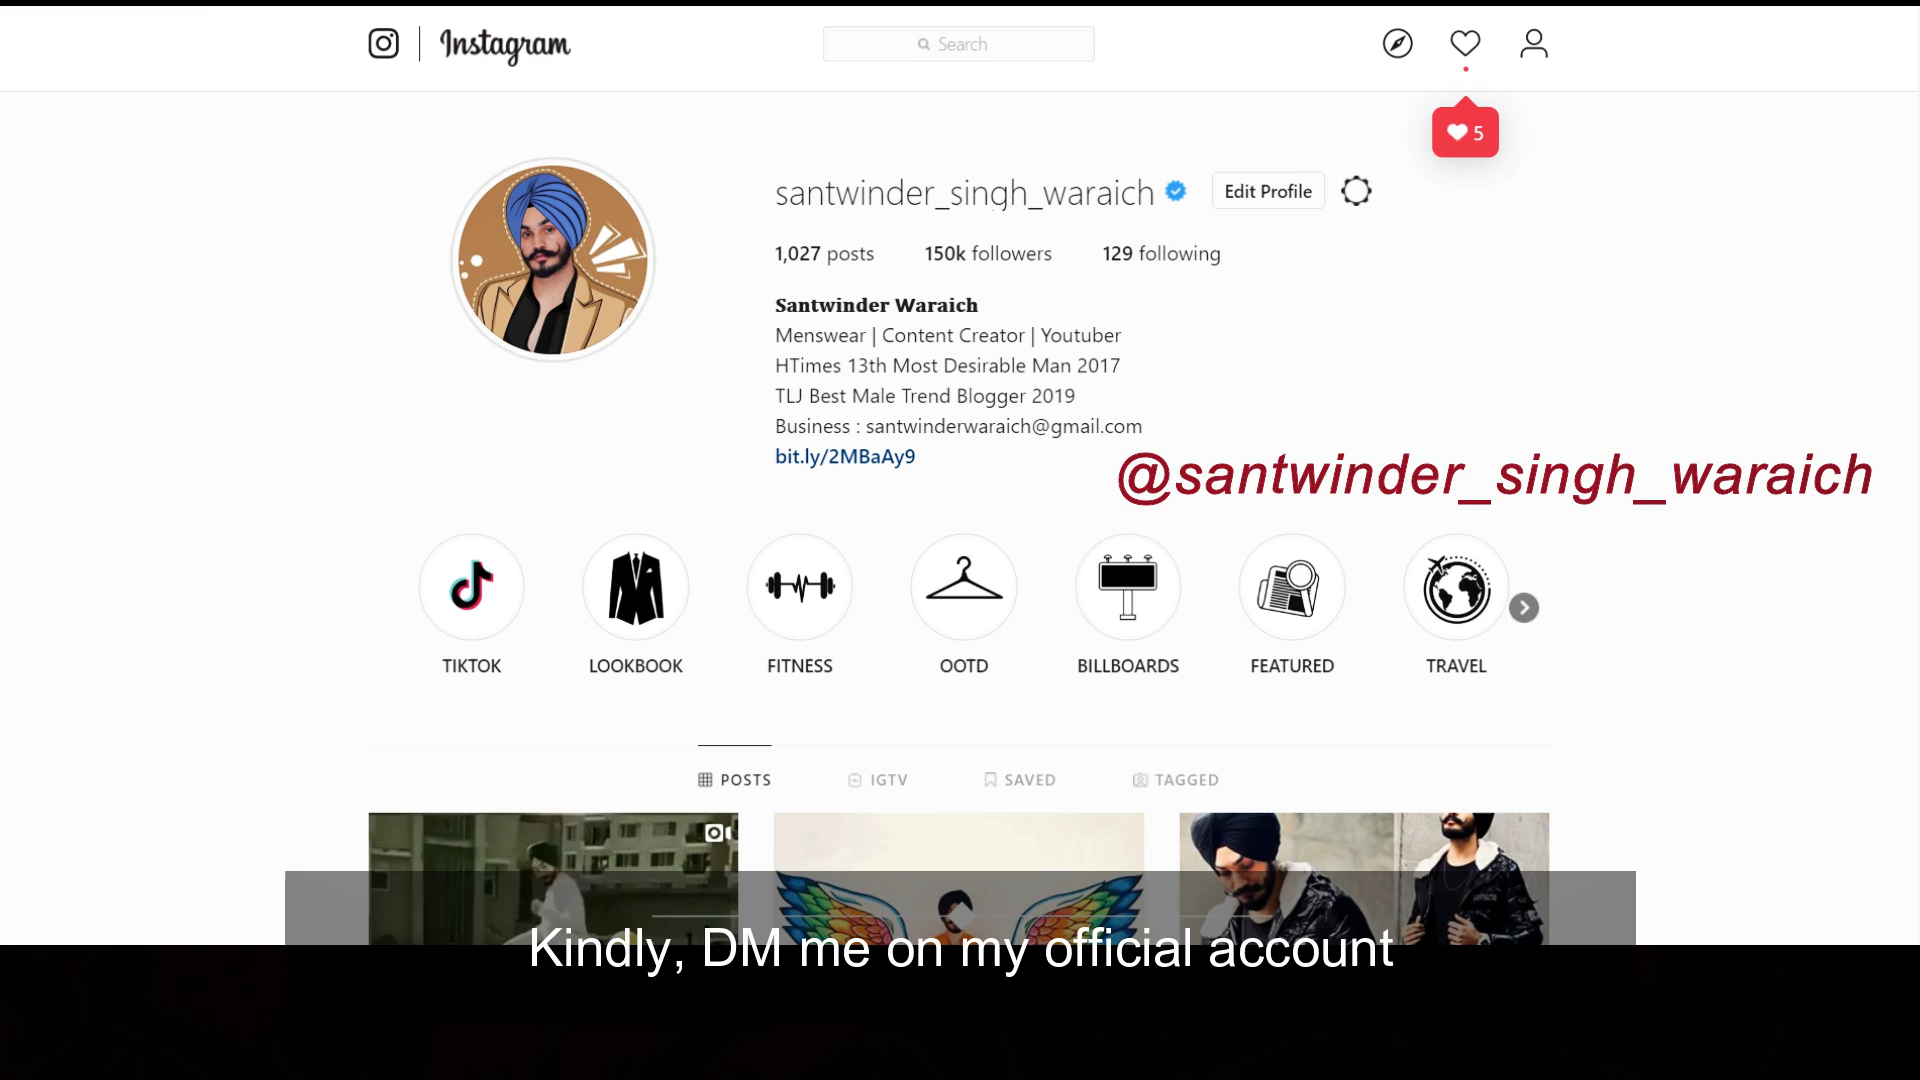 Instagram
Search
5
santwinder_singh_waraich
Edit Profile
1,027 posts 150k followers 129 following
Santwinder Waraich
Menswear | Content Creator | Youtuber
HTimes 13th Most Desirable Man 2017
TLJ Best Male Trend Blogger 2019
Business : santwinderwaraich@gmail.com
bit.ly/2MBaAy9
@santwinder_singh_waraich
TIKTOK LOOKBOOK FITNESS OOTD BILLBOARDS FEATURED TRAVEL
POSTS IGTV SAVED TAGGED
Kindly, DM me on my official account